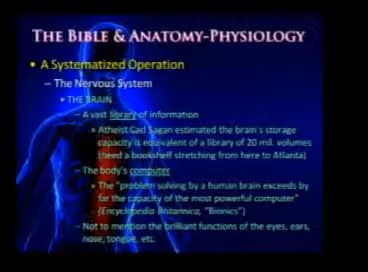 THE BIBLE & ANATOMY-PHYSIOLOGY
• A Systematized Operation
– The Nervous System
• THE BRAIN
– A vast library of information
• Atheist Carl Sagan estimated the brain's storage
capacity is equivalent of a library of 20 mil. volumes
(need a bookshelf stretching from here to Atlanta)
– The body's computer
• The "problem solving by a human brain exceeds by
far the capacity of the most powerful computer"
– (Encyclopedia Britannica, "Bionics")
– Not to mention the brilliant functions of the eyes, ears,
nose, tongue, etc.